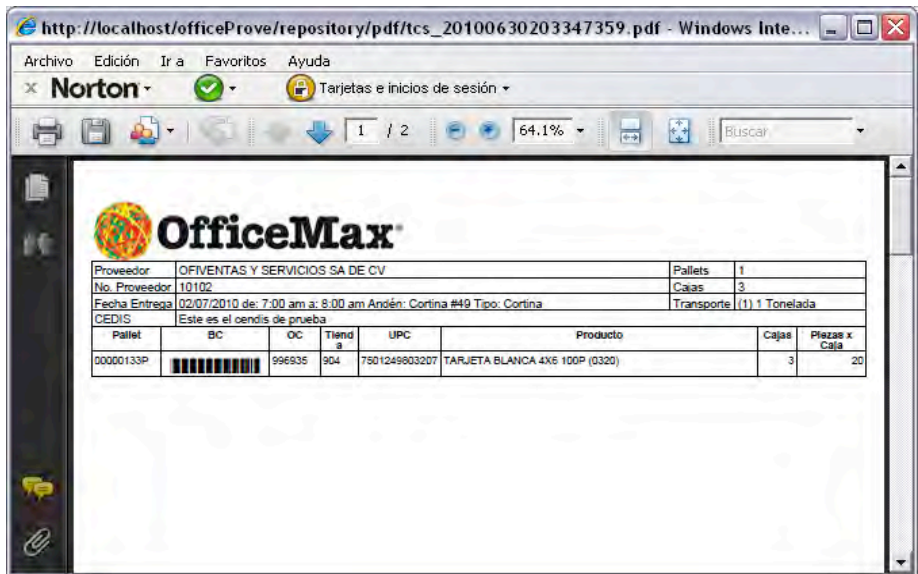 http://localhost/officeProve/repository/pdf/tcs_20100630203347359.pdf - Windows Inte...
Archivo Edición Ir a Favoritos Ayuda
× Norton Tarjetas e inicios de sesión
1 / 2 64.1% Buscar
OfficeMax
Proveedor OFIVENTAS Y SERVICIOS SA DE CV Pallets 1
No. Proveedor 10102 Cajas 3
Fecha Entrega 02/07/2010 de: 7:00 am a: 8:00 am Andén: Cortina #49 Tipo: Cortina Transporte (1) 1 Tonelada
CEDIS Este es el cendis de prueba
Pallet BC OC Tiend
a UPC Producto Cajas Piezas x
Caja
00000133P 996935 904 7501249603207 TARJETA BLANCA 4X6 100P (0320) 3 20